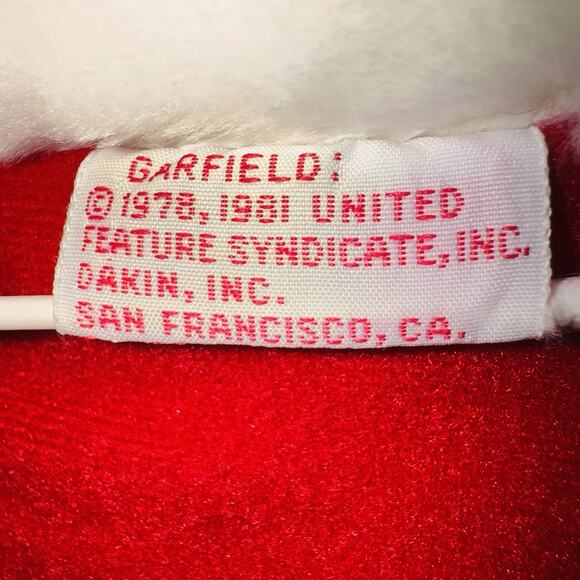 GARFIELD:
© 1978, 1981 UNITED
FEATURE SYNDICATE, INC.
DAKIN, INC.
SAN FRANCISCO, CA.